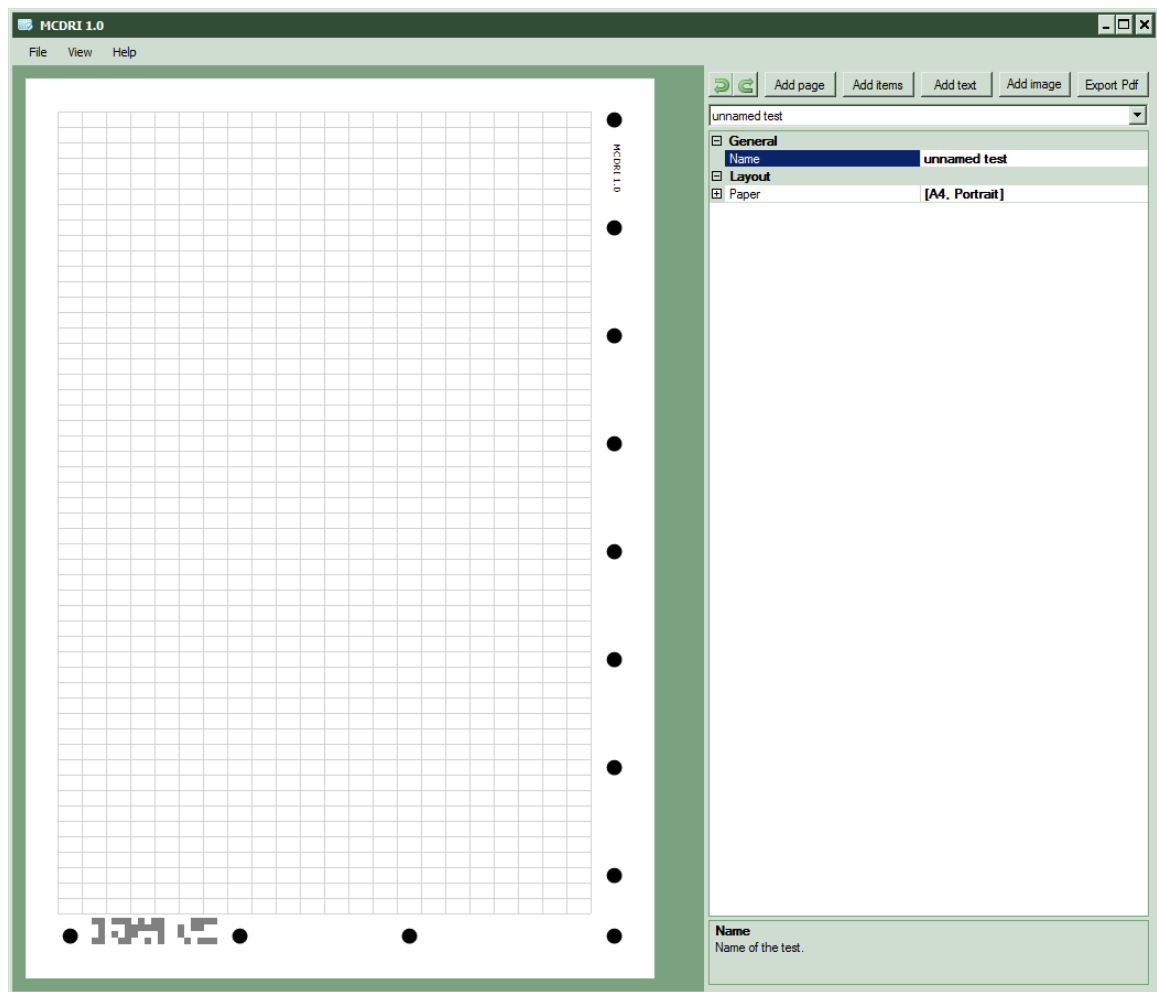 MCDRI 1.0
File View Help
Add page Add items Add text Add image Export Pdf
unnamed test
General
Name unnamed test
Layout
Paper [A4, Portrait]
MCDRI 1.0
Name
Name of the test.